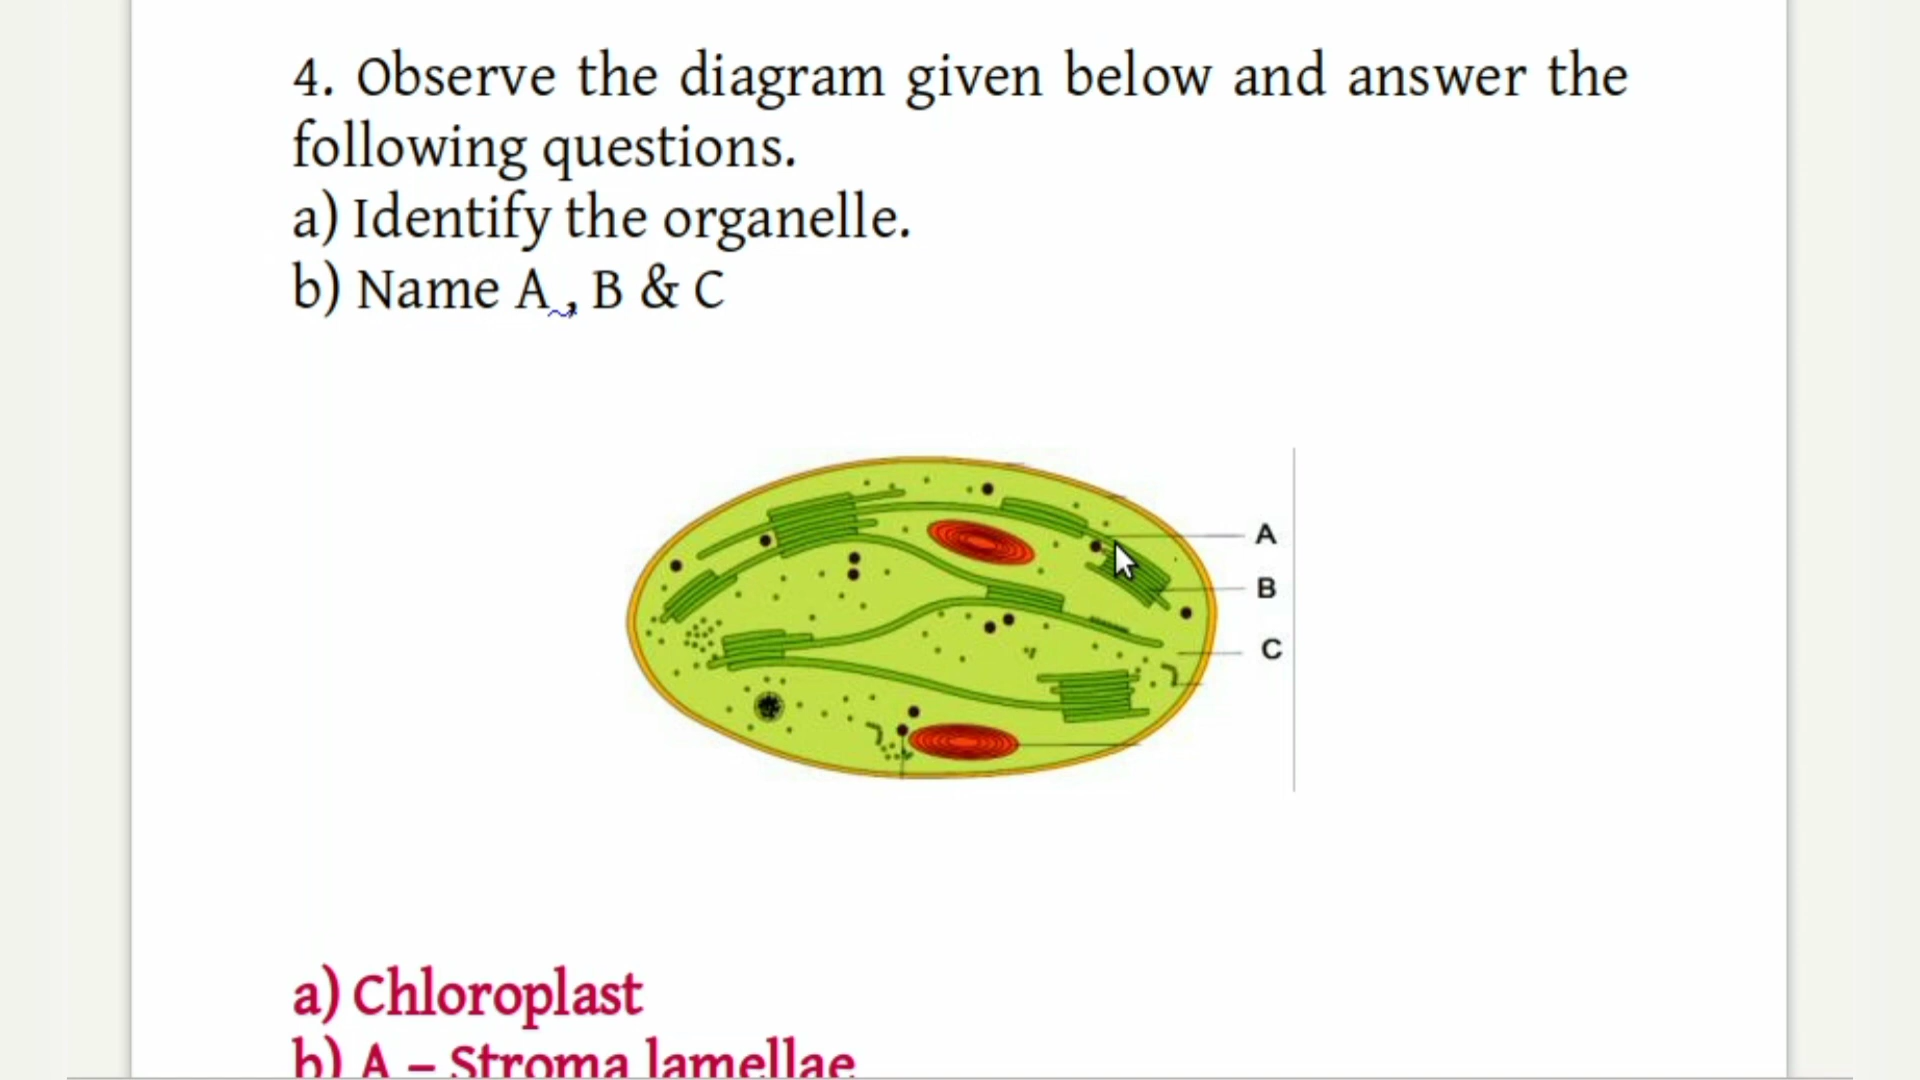 4. Observe the diagram given below and answer the
following questions.
a) Identify the organelle.
b) Name A , B & C
A
B
C
a) Chloroplast
b) A – Stroma lamellae